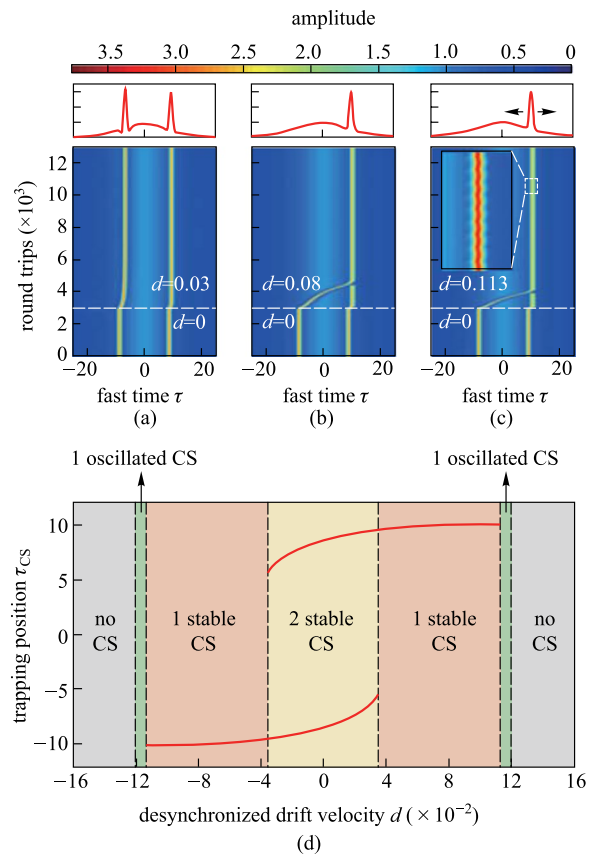 amplitude
3.5 3.0 2.5 2.0 1.5 1.0 0.5 0
round trips (×10³)
12
10
8
6
4
2
0
d=0.03
d=0
d=0.08
d=0
d=0.113
d=0
−20 0 20
−20 0 20
−20 0 20
fast time τ
fast time τ
fast time τ
(a)
(b)
(c)
1 oscillated CS
1 oscillated CS
trapping position τCS
10
5
0
−5
−10
no
CS
1 stable
CS
2 stable
CS
1 stable
CS
no
CS
−16 −12 −8 −4 0 4 8 12 16
desynchronized drift velocity d (×10⁻²)
(d)